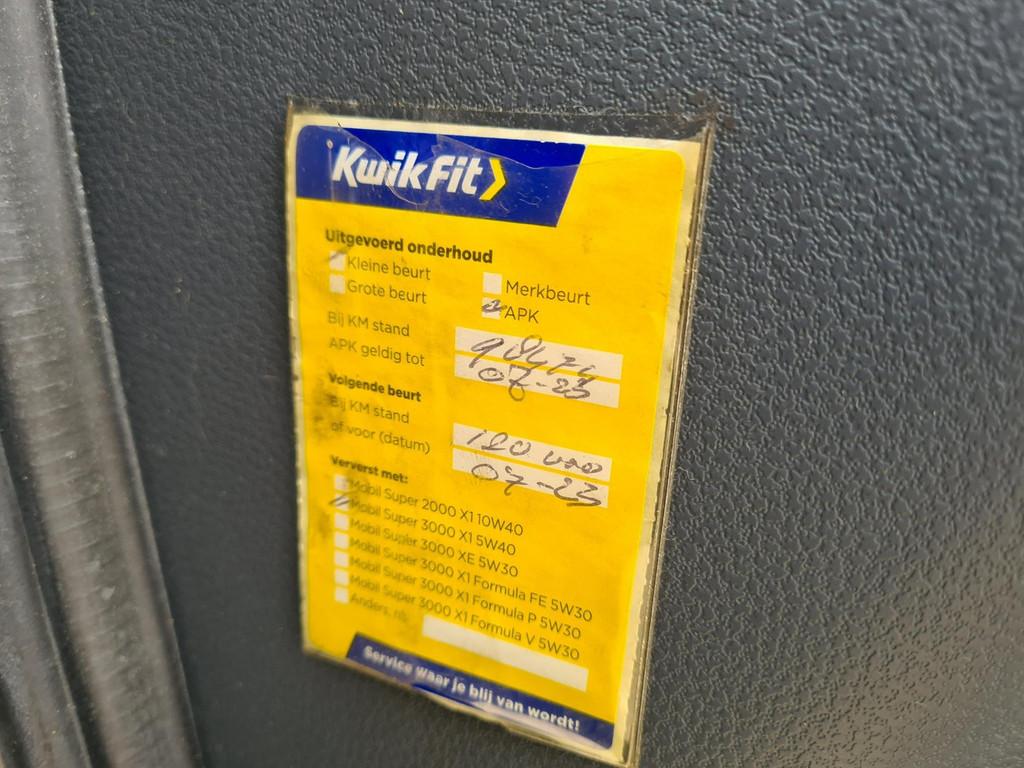 KwikFit
Uitgevoerd onderhoud
Kleine beurt
Grote beurt
Merkbeurt
APK
Bij KM stand
APK geldig tot 07-23
Volgende beurt
Bij KM stand
of voor (datum) 07-23
Ververst met:
Mobil Super 2000 X1 10W40
Mobil Super 3000 X1 5W40
Mobil Super 3000 XE 5W30
Mobil Super 3000 X1 Formula FE 5W30
Mobil Super 3000 X1 Formula P 5W30
Mobil Super 3000 X1 Formula V 5W30
Anders, nl:
Service waar je blij van wordt!